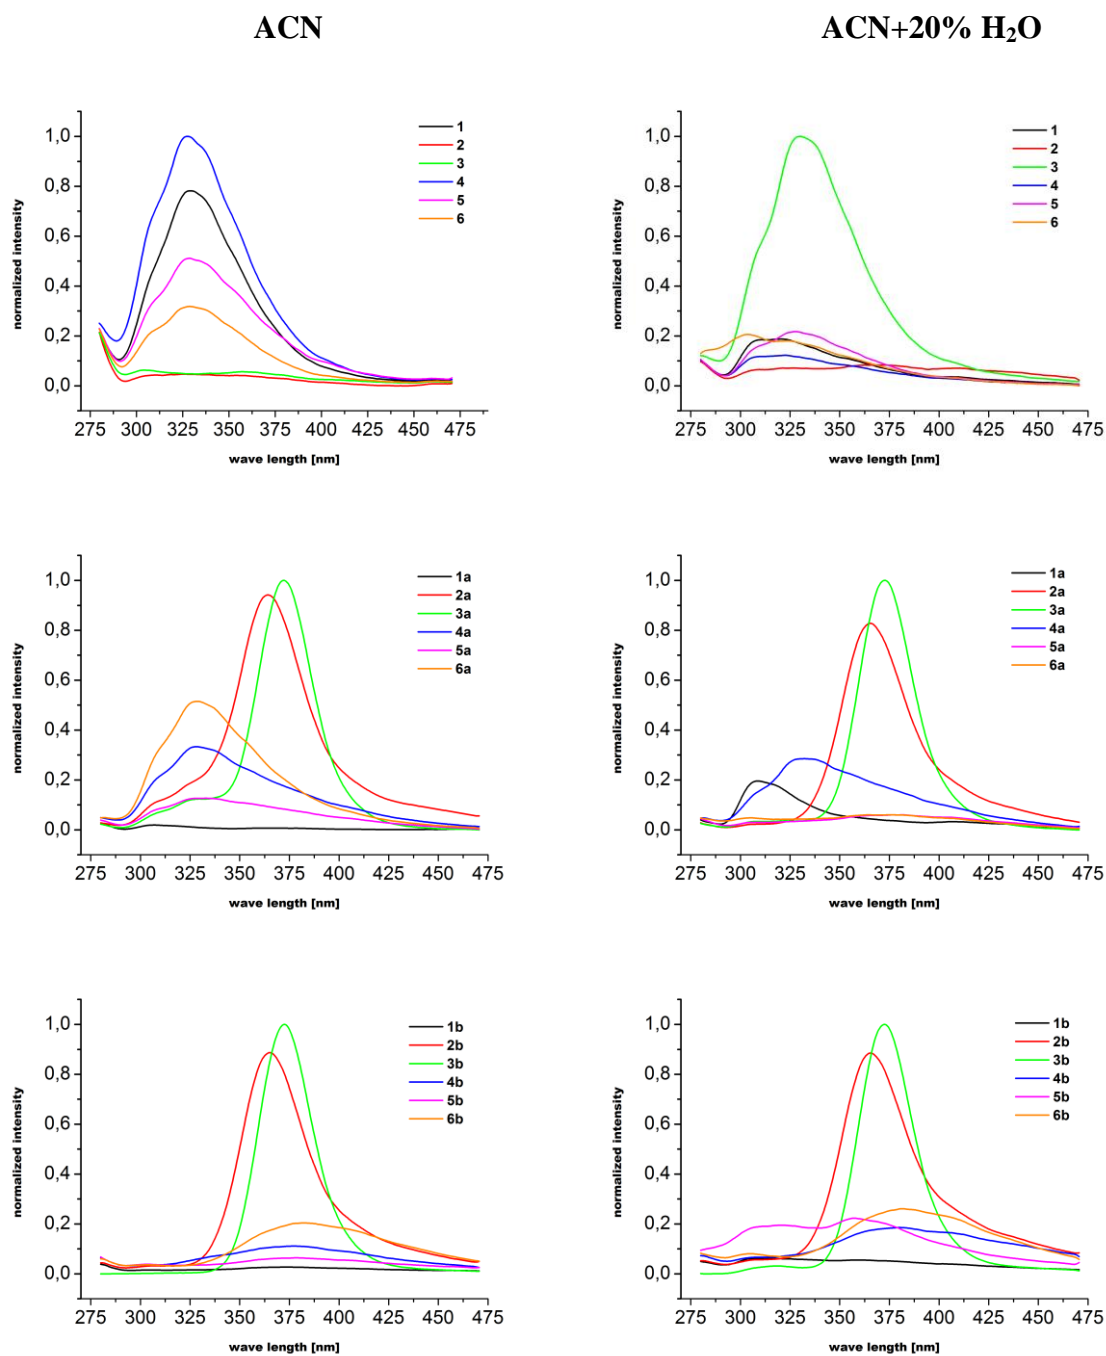 ACN
ACN+20% H₂O
normalized intensity
1,0
0,8
0,6
0,4
0,2
0,0
275 300 325 350 375 400 425 450 475
wave length [nm]
1
2
3
4
5
6
normalized intensity
1,0
0,8
0,6
0,4
0,2
0,0
275 300 325 350 375 400 425 450 475
wave length [nm]
1
2
3
4
5
6
normalized intensity
1,0
0,8
0,6
0,4
0,2
0,0
275 300 325 350 375 400 425 450 475
wave length [nm]
1a
2a
3a
4a
5a
6a
normalized intensity
1,0
0,8
0,6
0,4
0,2
0,0
275 300 325 350 375 400 425 450 475
wave length [nm]
1a
2a
3a
4a
5a
6a
normalized intensity
1,0
0,8
0,6
0,4
0,2
0,0
275 300 325 350 375 400 425 450 475
wave length [nm]
1b
2b
3b
4b
5b
6b
normalized intensity
1,0
0,8
0,6
0,4
0,2
0,0
275 300 325 350 375 400 425 450 475
wave length [nm]
1b
2b
3b
4b
5b
6b